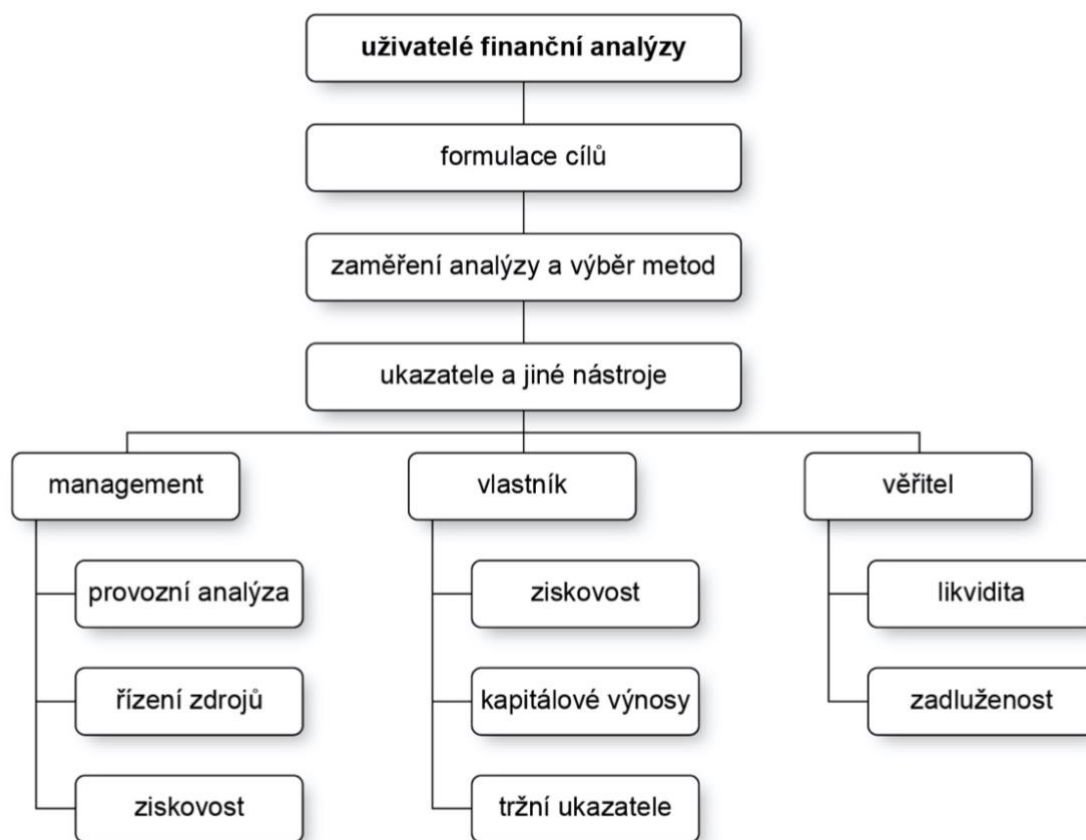 uživatelé finanční analýzy
formulace cílů
zaměření analýzy a výběr metod
ukazatele a jiné nástroje
management
vlastník
věřitel
provozní analýza
ziskovost
likvidita
řízení zdrojů
kapitálové výnosy
zadluženost
ziskovost
tržní ukazatele